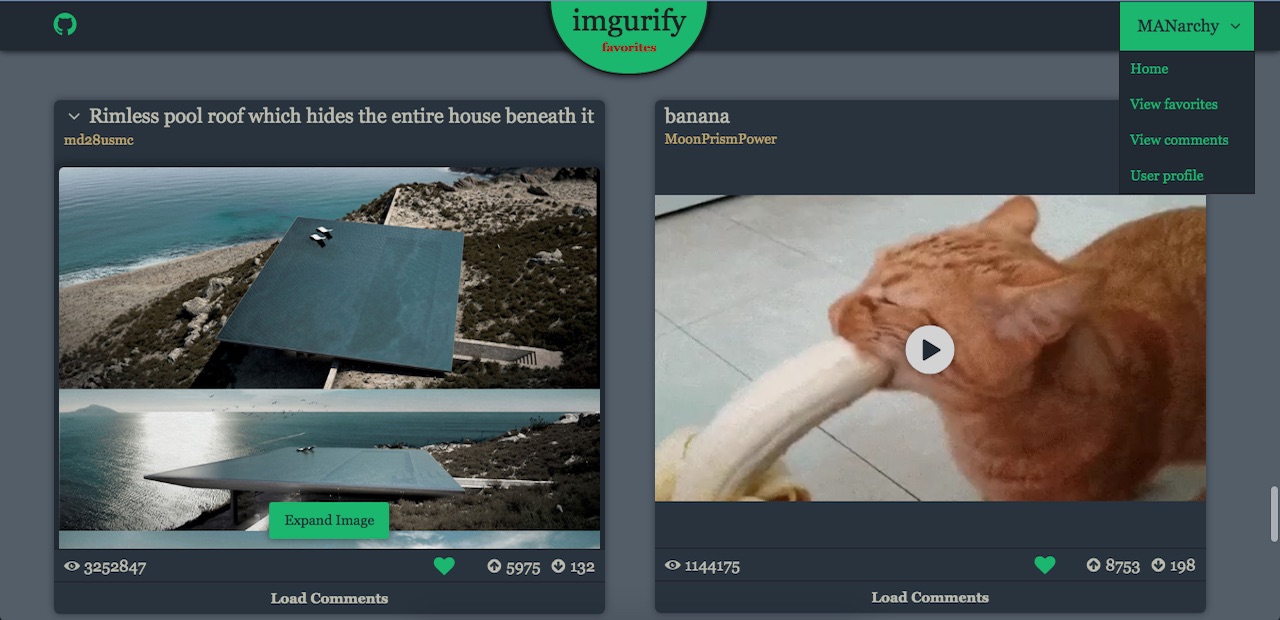 imgurify
favorites
MANarchy
Home
View favorites
View comments
User profile
Rimless pool roof which hides the entire house beneath it
md28usmc
Expand Image
3252847
5975
132
Load Comments
banana
MoonPrismPower
1144175
8753
198
Load Comments